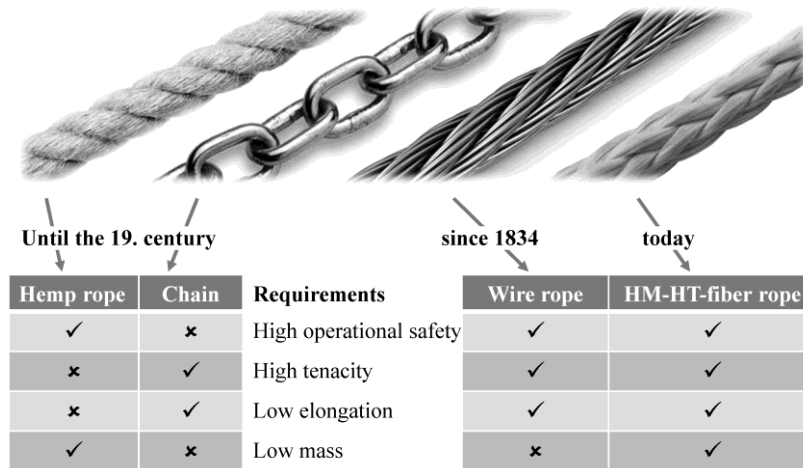 Until the 19. century since 1834 today
Hemp rope Chain Requirements Wire rope HM-HT-fiber rope
✓ ✗ High operational safety ✓ ✓
✗ ✓ High tenacity ✓ ✓
✗ ✓ Low elongation ✓ ✓
✓ ✗ Low mass ✗ ✓